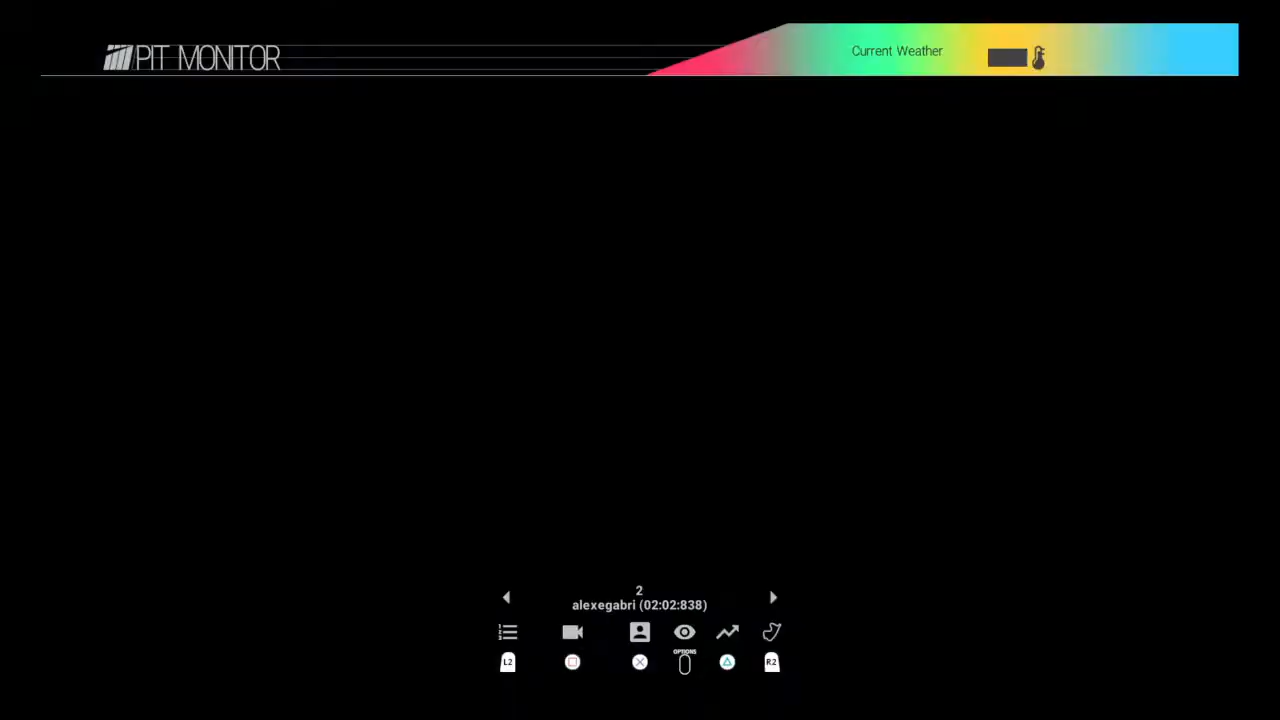 PIT MONITOR
Current Weather
2
alexegabri (02:02:838)
OPTIONS
L2
R2